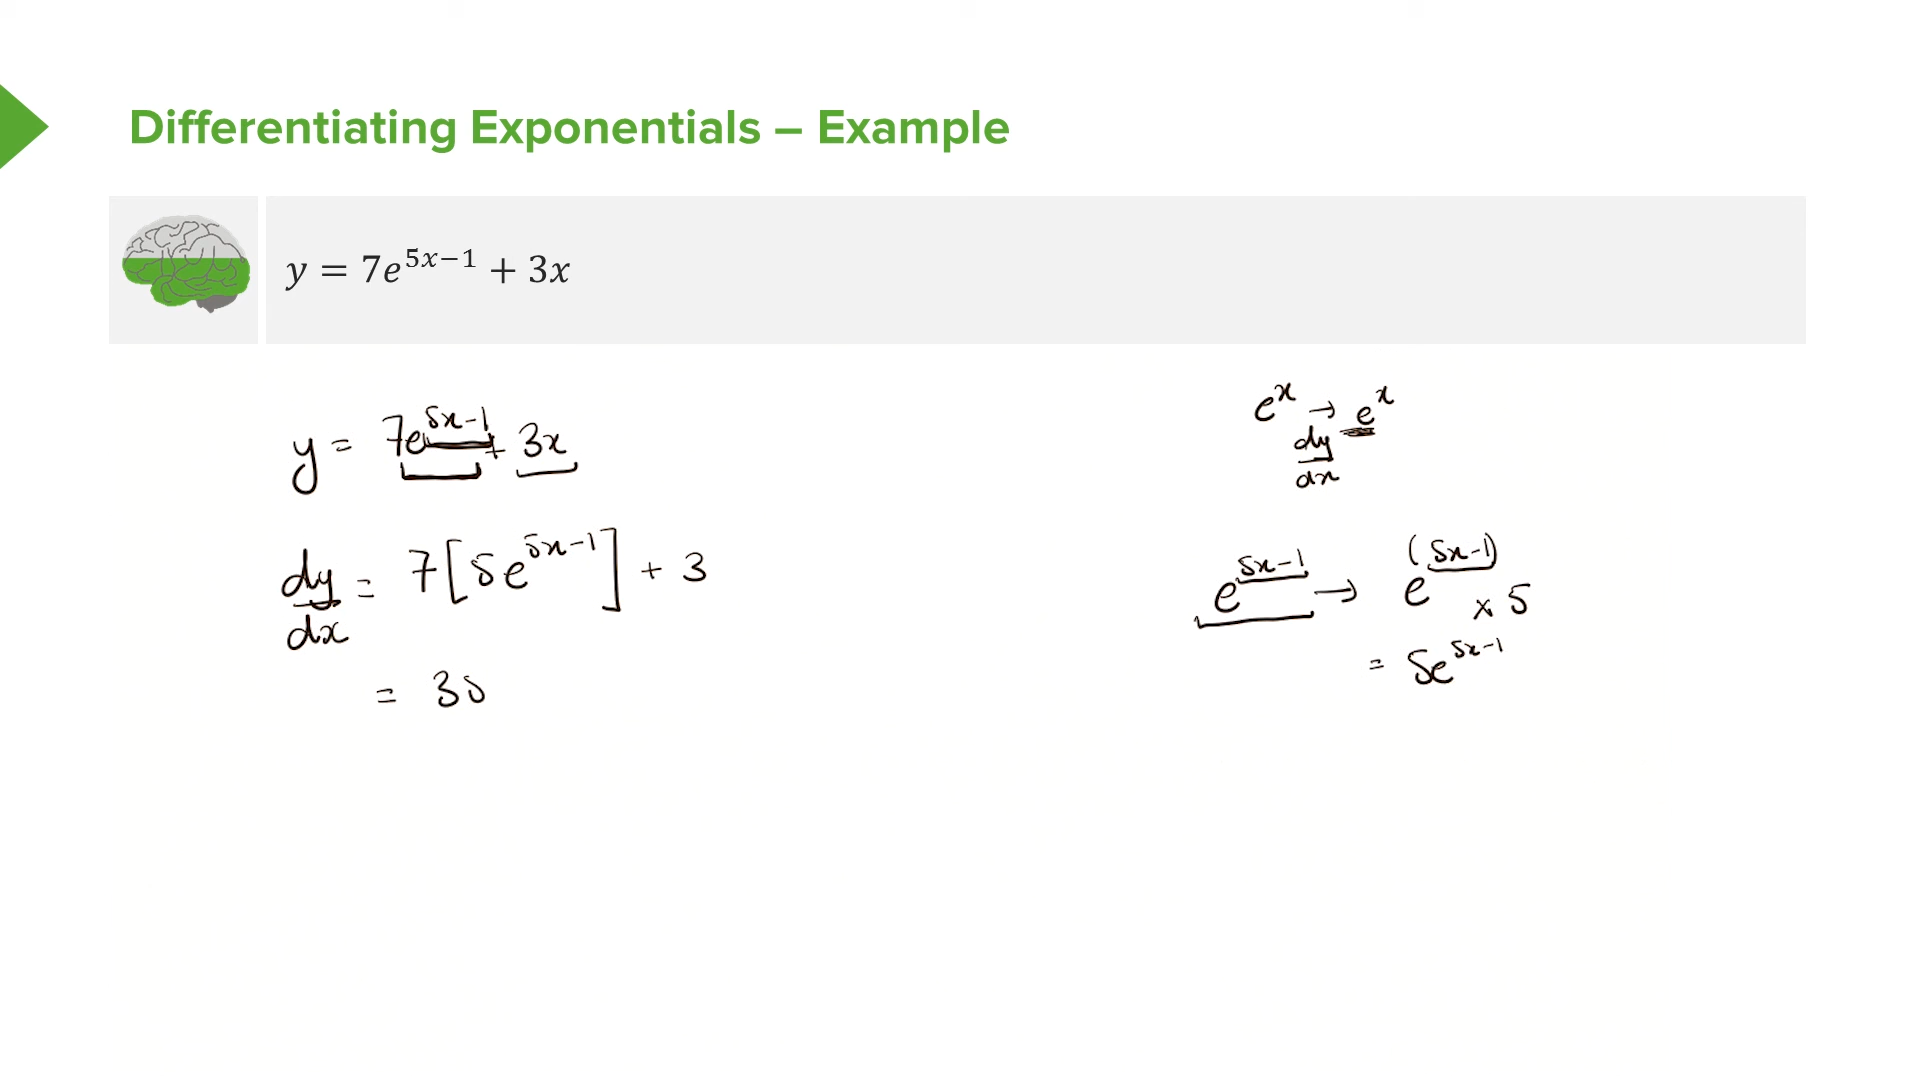 Differentiating Exponentials – Example
y = 7e^{5x−1} + 3x
y = 7e^{5x-1} + 3x
dy/dx = 7[5e^{5x-1}] + 3
= 35
e^x → e^x
dy/dx
e^{5x-1} → e^{(5x-1)} × 5
= 5e^{5x-1}